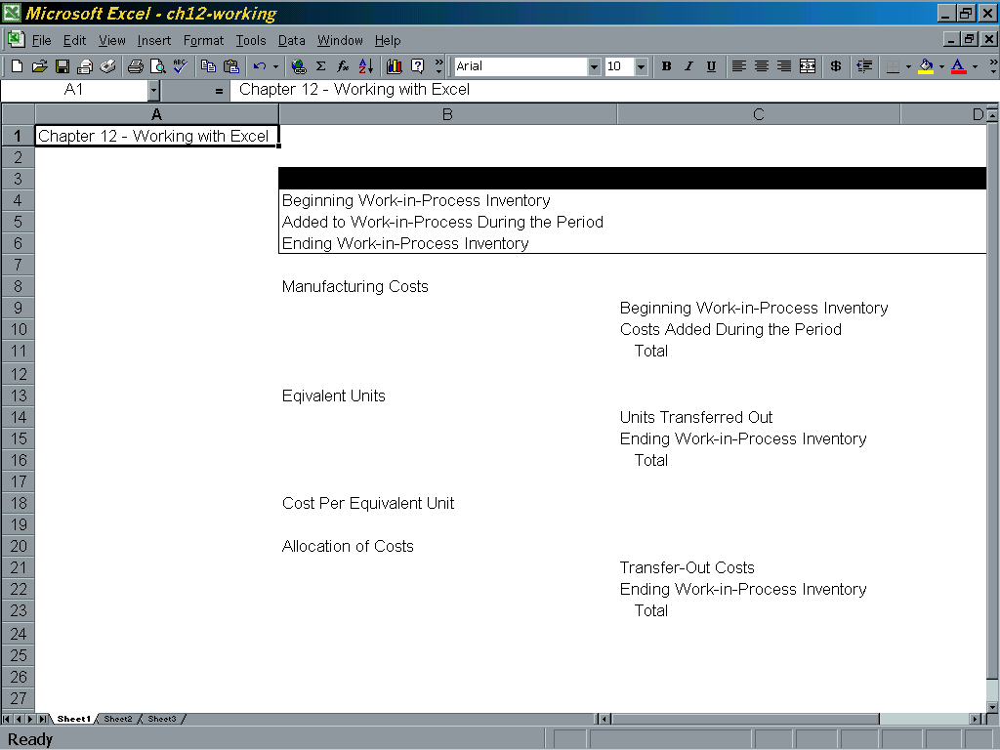 Microsoft Excel - ch12-working
File Edit View Insert Format Tools Data Window Help
Arial 10 B I U $
A1 = Chapter 12 - Working with Excel
A B C D
1 Chapter 12 - Working with Excel
2
3
4 Beginning Work-in-Process Inventory
5 Added to Work-in-Process During the Period
6 Ending Work-in-Process Inventory
7
8 Manufacturing Costs
9 Beginning Work-in-Process Inventory
10 Costs Added During the Period
11 Total
12
13 Eqivalent Units
14 Units Transferred Out
15 Ending Work-in-Process Inventory
16 Total
17
18 Cost Per Equivalent Unit
19
20 Allocation of Costs
21 Transfer-Out Costs
22 Ending Work-in-Process Inventory
23 Total
24
25
26
27
Sheet1 Sheet2 Sheet3
Ready